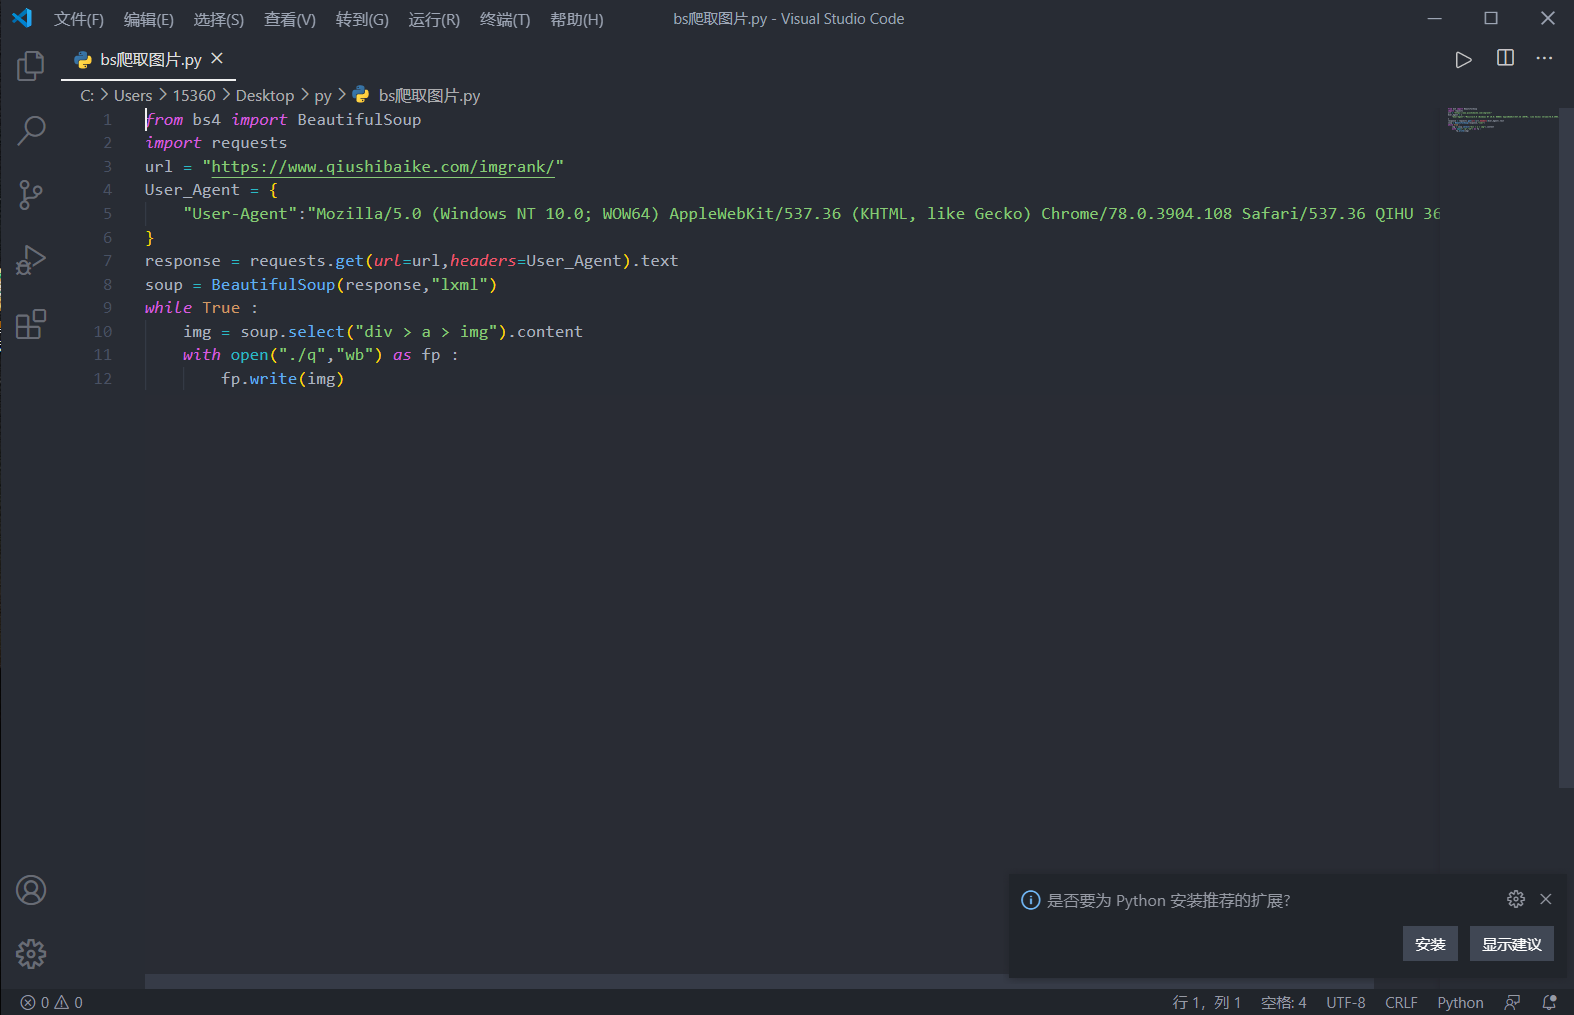 文件(F) 编辑(E) 选择(S) 查看(V) 转到(G) 运行(R) 终端(T) 帮助(H) bs爬取图片.py - Visual Studio Code
bs爬取图片.py
C: > Users > 15360 > Desktop > py > bs爬取图片.py
1 from bs4 import BeautifulSoup
2 import requests
3 url = "https://www.qiushibaike.com/imgrank/"
4 User_Agent = {
5 "User-Agent":"Mozilla/5.0 (Windows NT 10.0; WOW64) AppleWebKit/537.36 (KHTML, like Gecko) Chrome/78.0.3904.108 Safari/537.36 QIHU 36
6 }
7 response = requests.get(url=url,headers=User_Agent).text
8 soup = BeautifulSoup(response,"lxml")
9 while True :
10 img = soup.select("div > a > img").content
11 with open("./q","wb") as fp :
12 fp.write(img)
是否要为 Python 安装推荐的扩展?
安装 显示建议
0 0 行 1，列 1 空格: 4 UTF-8 CRLF Python